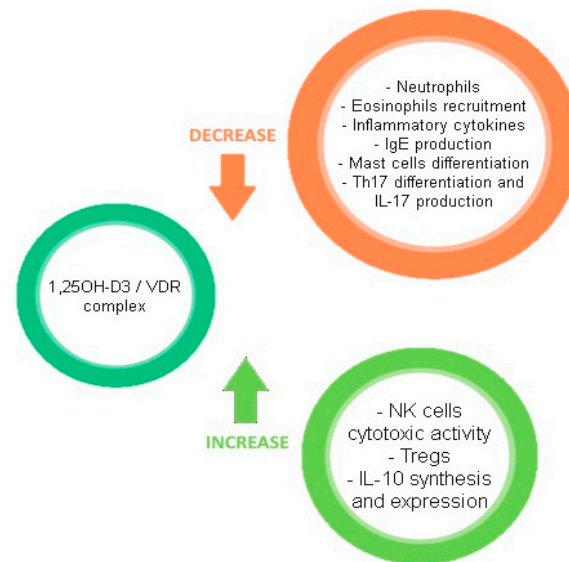 - Neutrophils
- Eosinophils recruitment
- Inflammatory cytokines
- IgE production
- Mast cells differentiation
- Th17 differentiation and
IL-17 production
DECREASE
1,25OH-D3 / VDR
complex
INCREASE
- NK cells
cytotoxic activity
- Tregs
- IL-10 synthesis
and expression